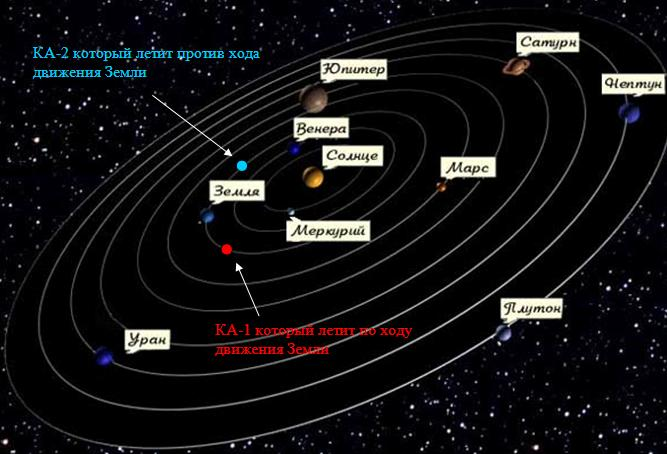 Сатурн
КА-2 который летит против хода
движения Земли
Юпитер
Нептун
Венера
Солнце
Марс
Земля
Меркурий
Плутон
КА-1 который летит по ходу
движения Земли
Уран